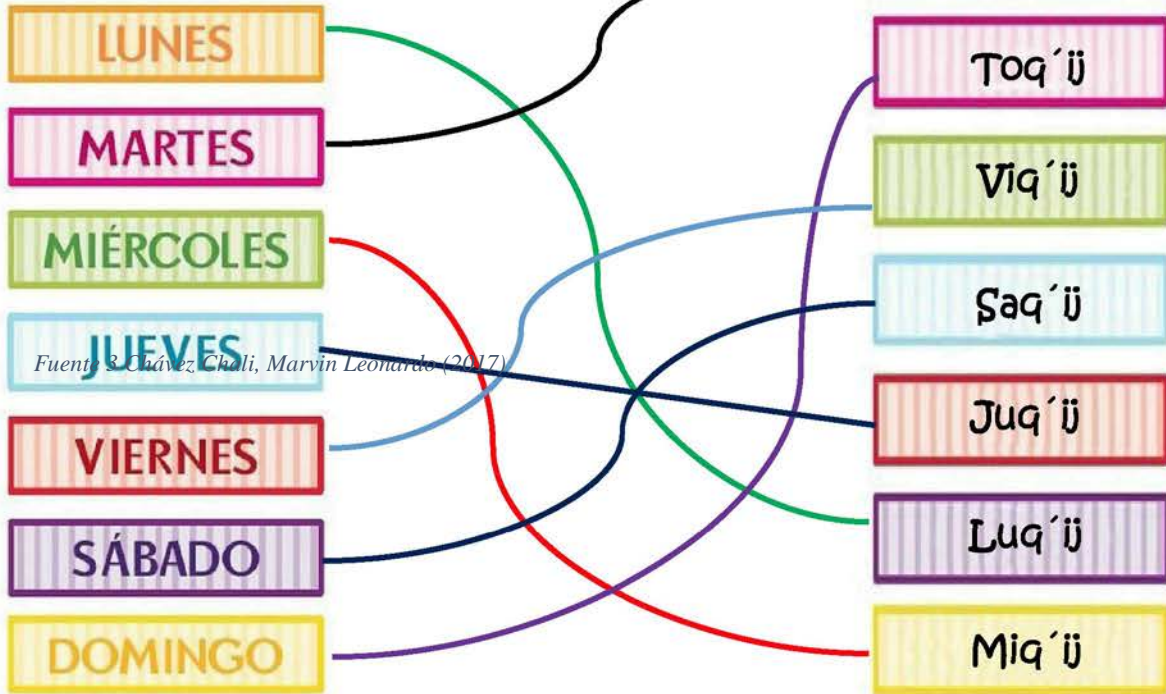 LUNES
MARTES
MIÉRCOLES
JUEVES
Fuente 3 Chávez Chali, Marvin Leonardo (2017)
VIERNES
SÁBADO
DOMINGO
Toq´ij
Viq´ij
Saq´ij
Juq´ij
Luq´ij
Miq´ij